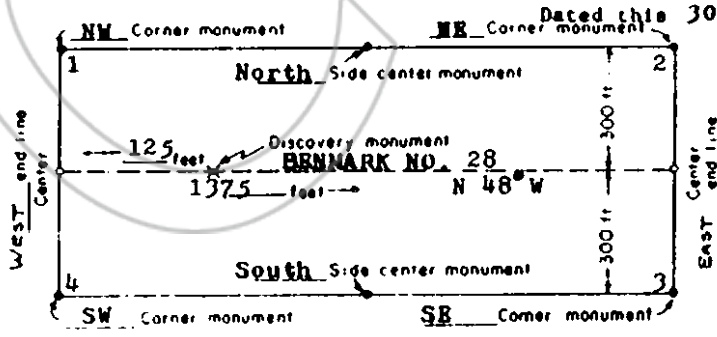 Dated this 30
NW Corner monument NE Corner monument
1 2
North Side center monument
300 ft
125 feet Discovery monument
BENMARK NO. 28
1375 feet N 48° W
WEST end line
Center
EAST end line
Center
300 ft
South Side center monument
4 3
SW Corner monument SE Corner monument